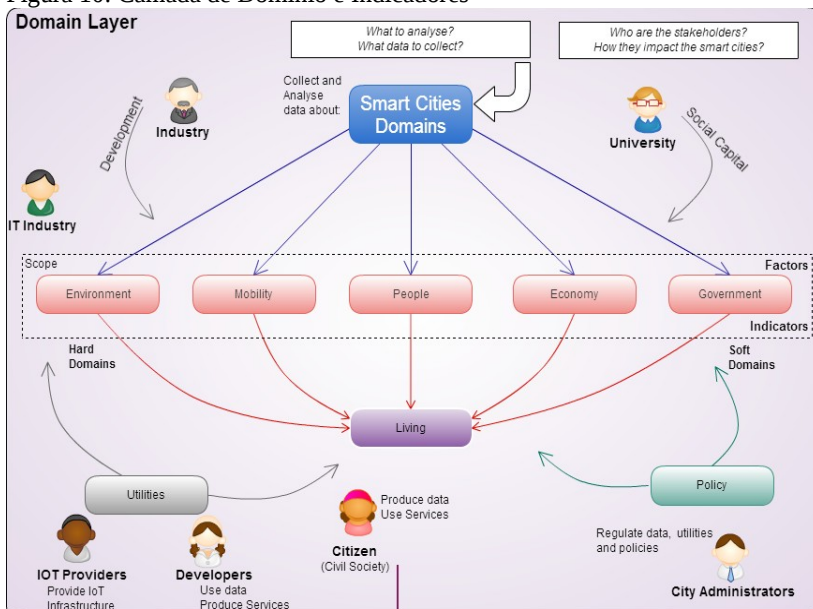 Figura 10: Camada de Domínio e Indicadores
Domain Layer
What to analyse?
What data to collect?
Who are the stakeholders?
How they impact the smart cities?
Collect and
Analyse
data about:
Smart Cities
Domains
Development
Industry
University
Social Capital
IT Industry
Scope
Factors
Environment
Mobility
People
Economy
Government
Indicators
Hard
Domains
Soft
Domains
Living
Utilities
Policy
Produce data
Use Services
Citizen
(Civil Society)
Regulate data, utilities
and policies
IOT Providers
Provide IoT
Infrastructure
Developers
Use data
Produce Services
City Administrators